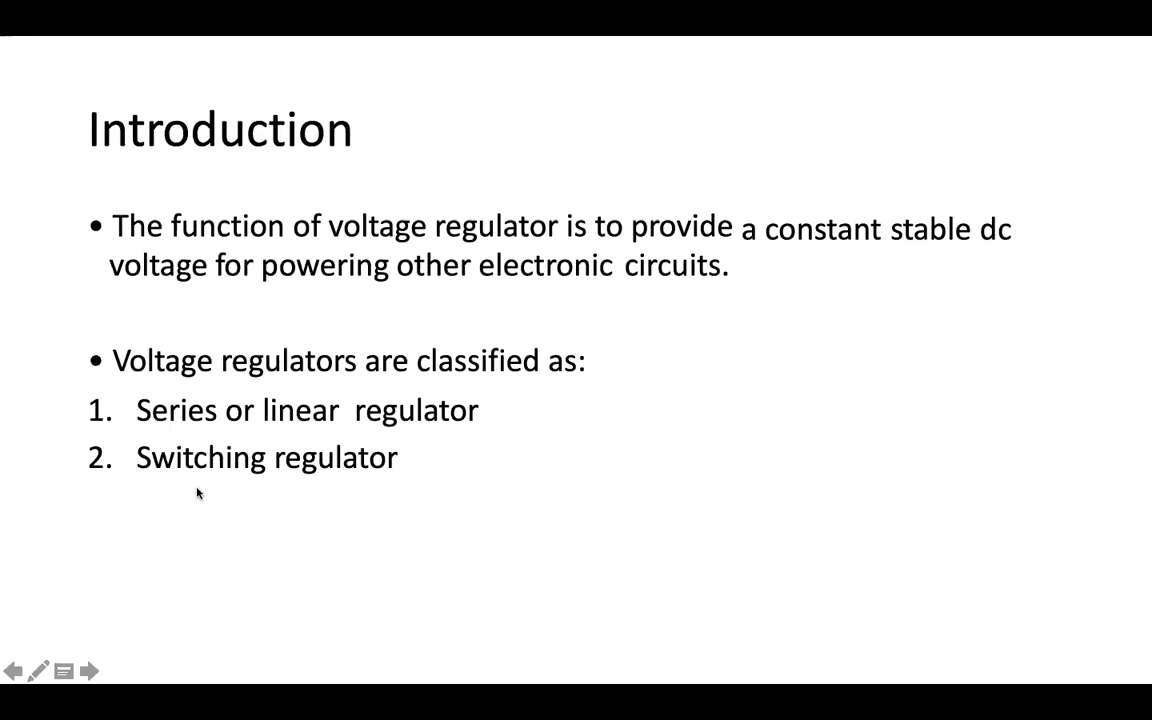 Introduction
• The function of voltage regulator is to provide a constant stable dc
voltage for powering other electronic circuits.
• Voltage regulators are classified as:
1. Series or linear regulator
2. Switching regulator